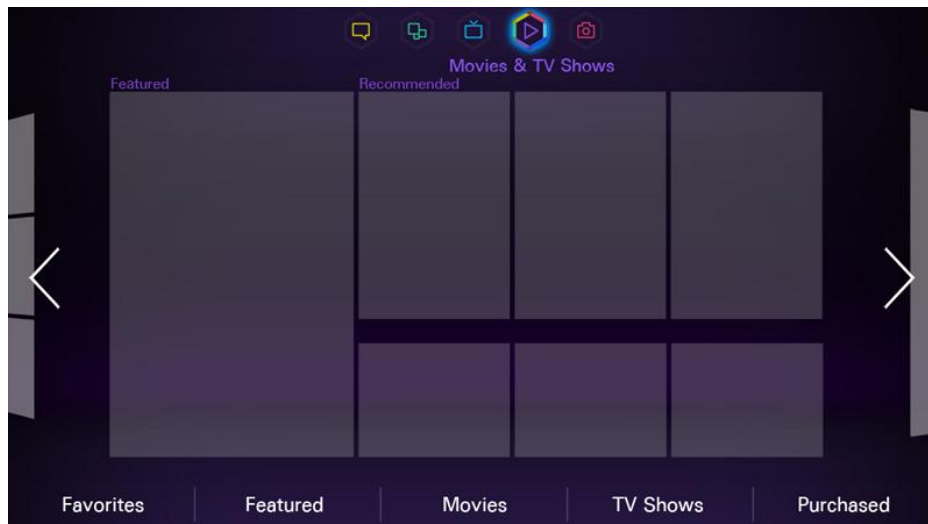 Movies & TV Shows
Featured Recommended
Favorites Featured Movies TV Shows Purchased